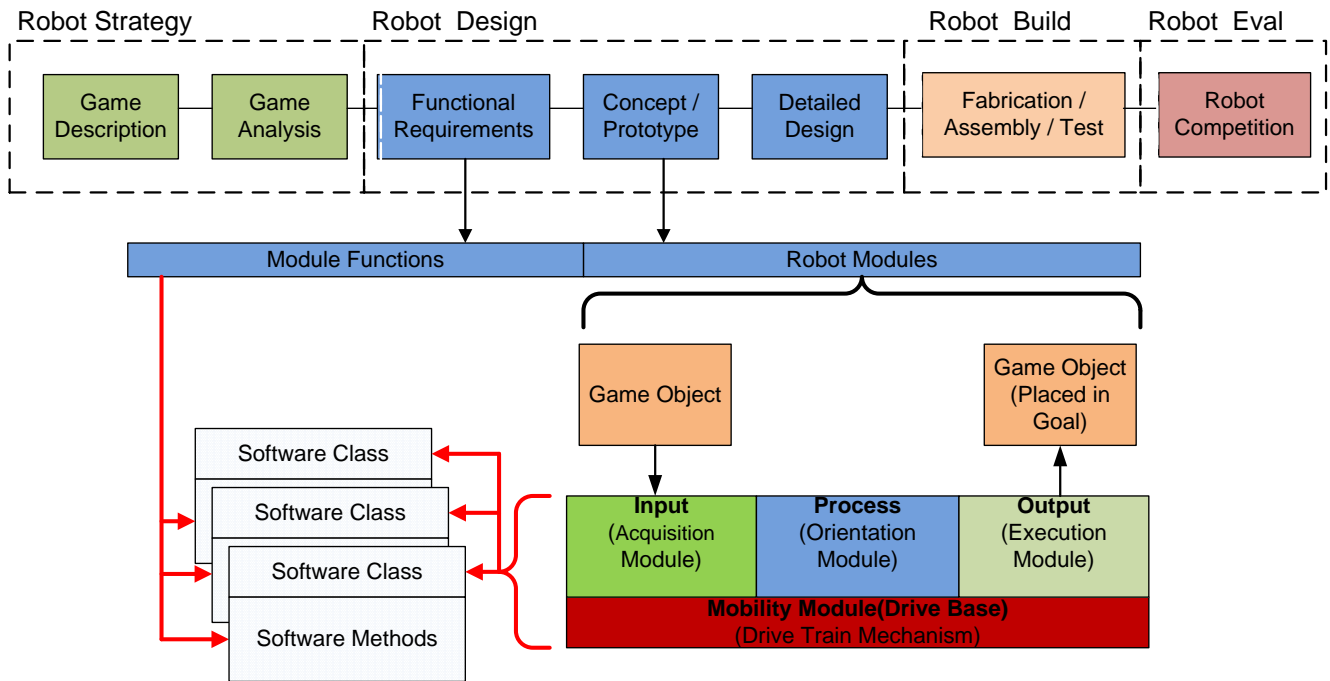 Robot Strategy
Robot Design
Robot Build
Robot Eval
Game
Description
Game
Analysis
Functional
Requirements
Concept /
Prototype
Detailed
Design
Fabrication /
Assembly / Test
Robot
Competition
Module Functions
Robot Modules
Game Object
Game Object
(Placed in
Goal)
Software Class
Software Class
Software Class
Software Methods
Input
(Acquisition
Module)
Process
(Orientation
Module)
Output
(Execution
Module)
Mobility Module(Drive Base)
(Drive Train Mechanism)